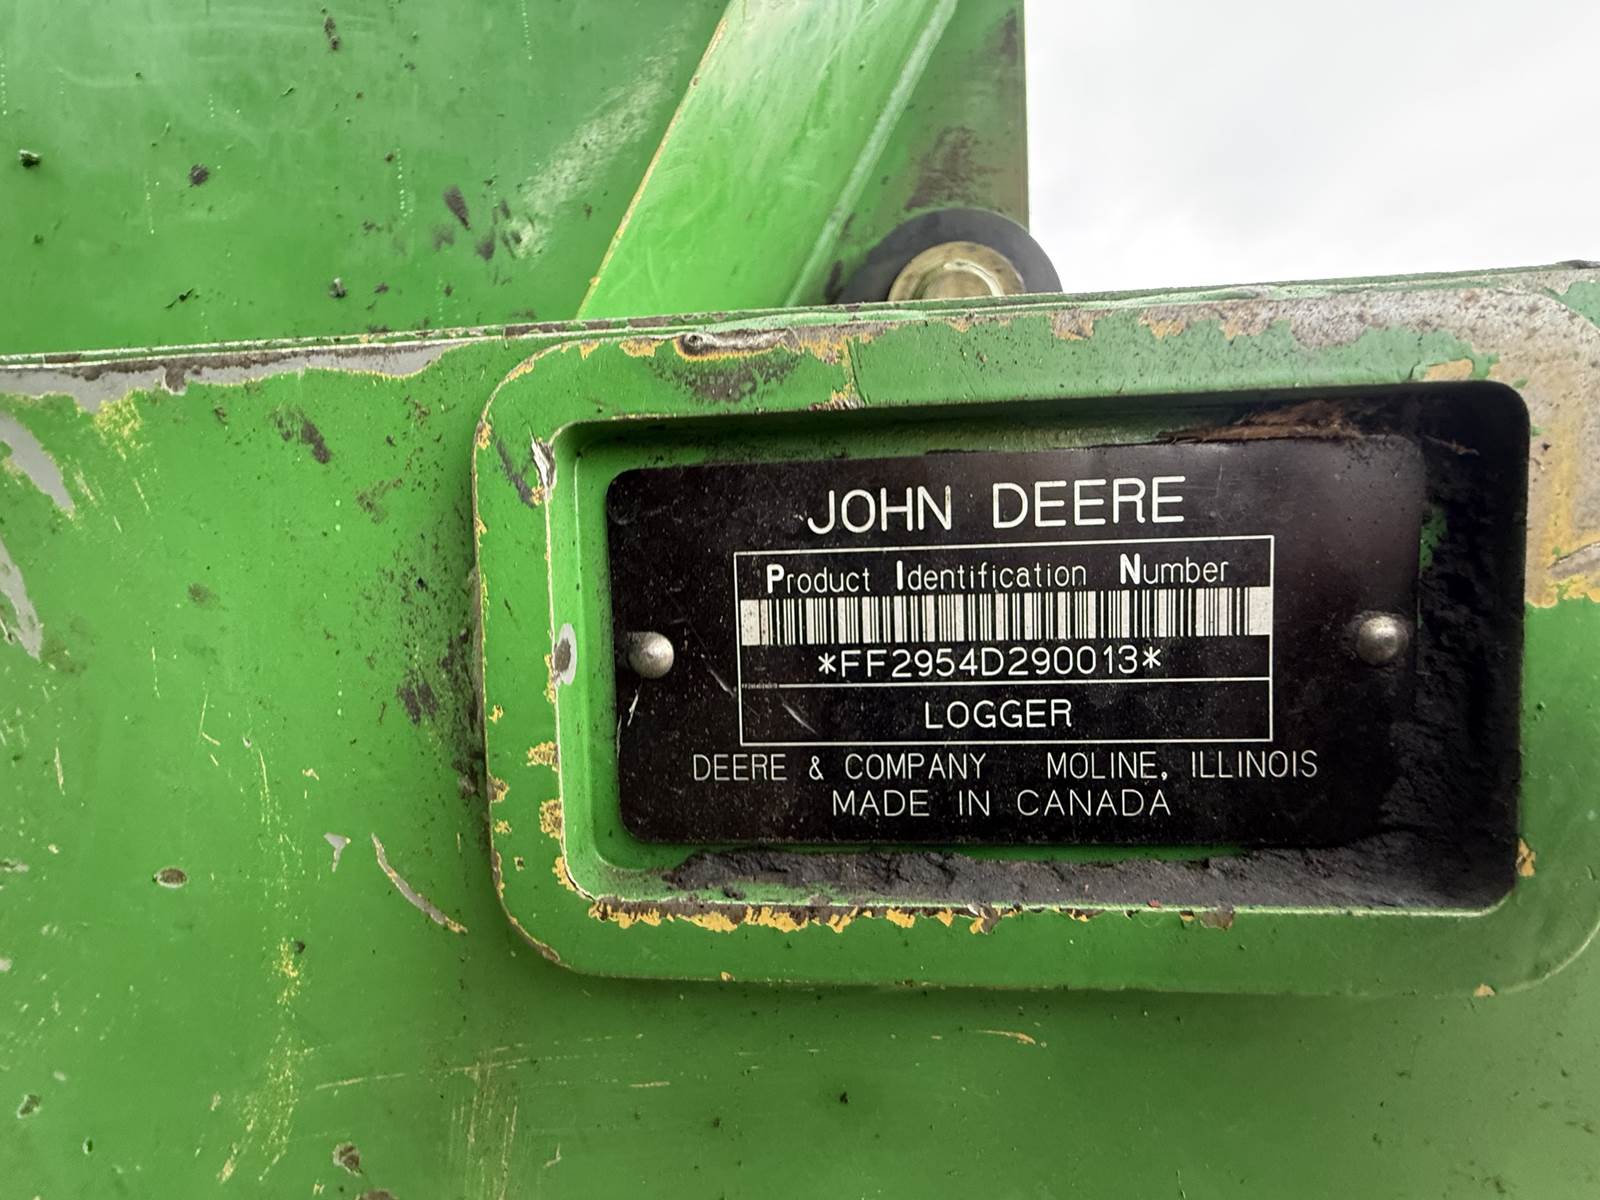 JOHN DEERE
Product Identification Number
*FF2954D290013*
LOGGER
DEERE & COMPANY MOLINE, ILLINOIS
MADE IN CANADA